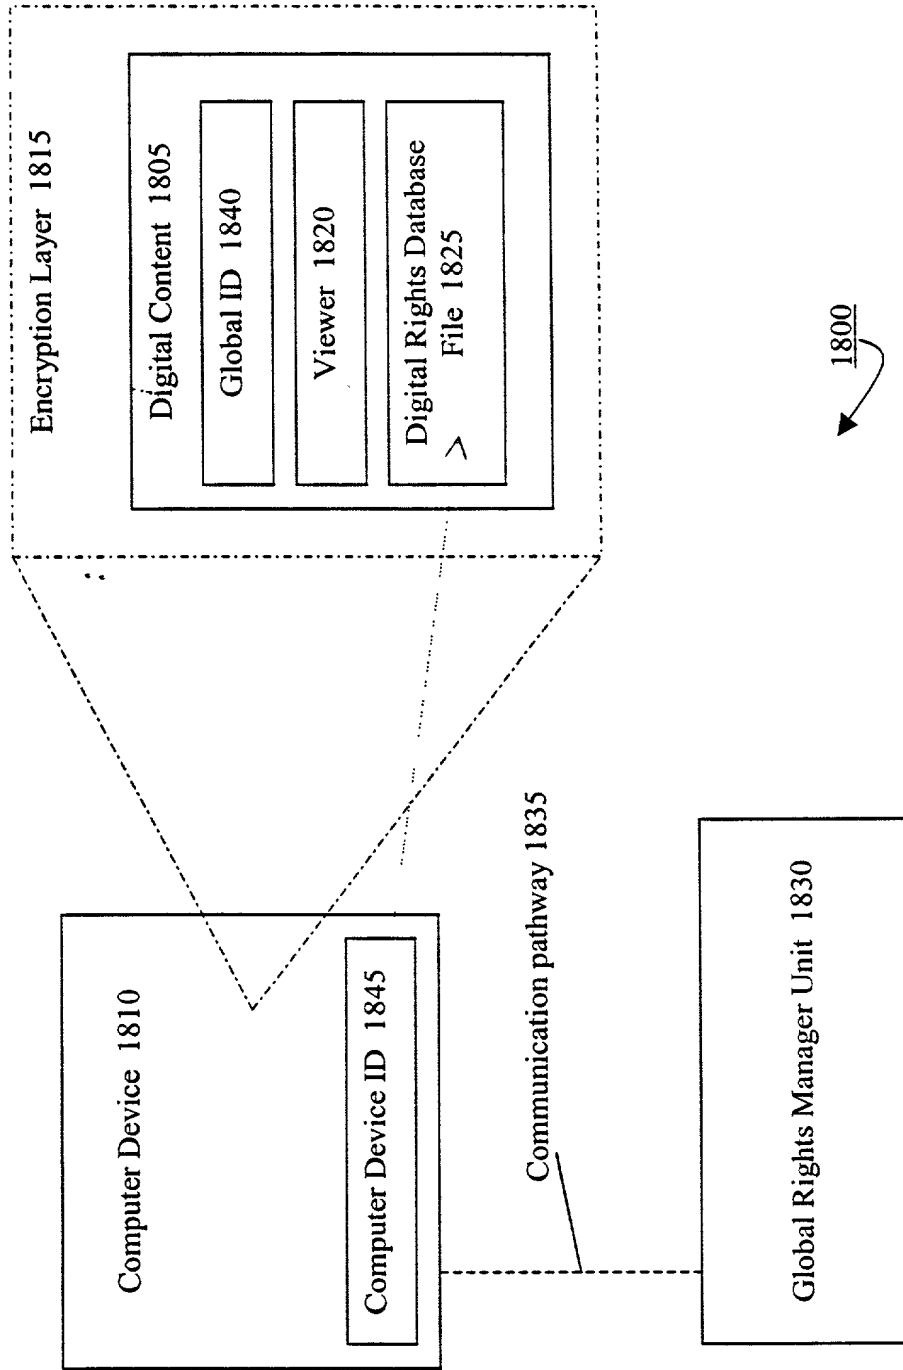 Computer Device 1810
Computer Device ID 1845
Encryption Layer 1815
Digital Content 1805
Global ID 1840
Viewer 1820
Digital Rights Database
File 1825
Communication pathway 1835
Global Rights Manager Unit 1830
1800